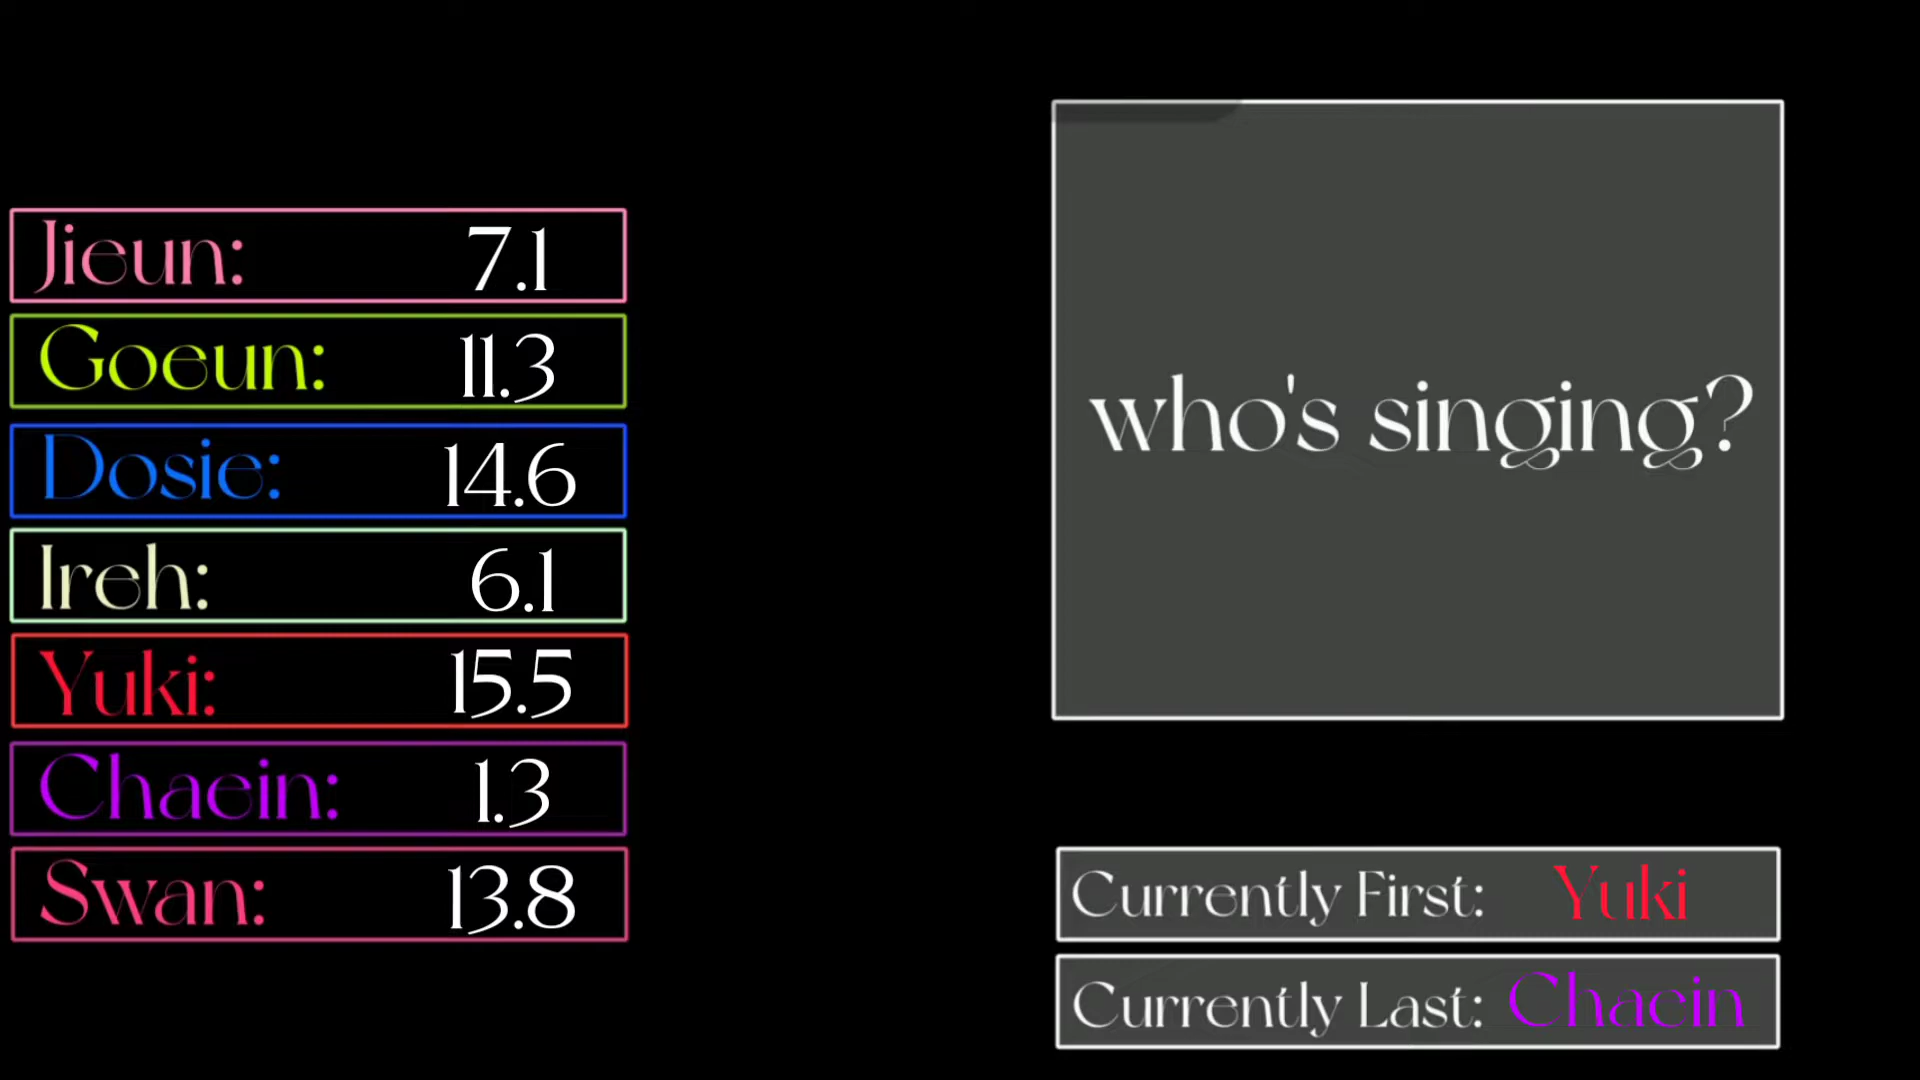 Jieun: 7.1
Goeun: 11.3
Dosie: 14.6
Ireh: 6.1
Yuki: 15.5
Chaein: 1.3
Swan: 13.8
who's singing?
Currently First: Yuki
Currently Last: Chaein